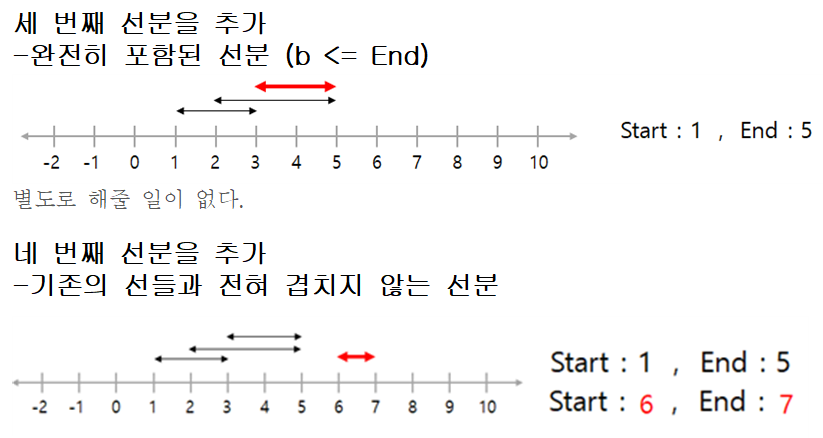 세 번째 선분을 추가
-완전히 포함된 선분 (b <= End)
Start : 1 , End : 5
-2 -1 0 1 2 3 4 5 6 7 8 9 10
별도로 해줄 일이 없다.
네 번째 선분을 추가
-기존의 선들과 전혀 겹치지 않는 선분
Start : 1 , End : 5
Start : 6 , End : 7
-2 -1 0 1 2 3 4 5 6 7 8 9 10